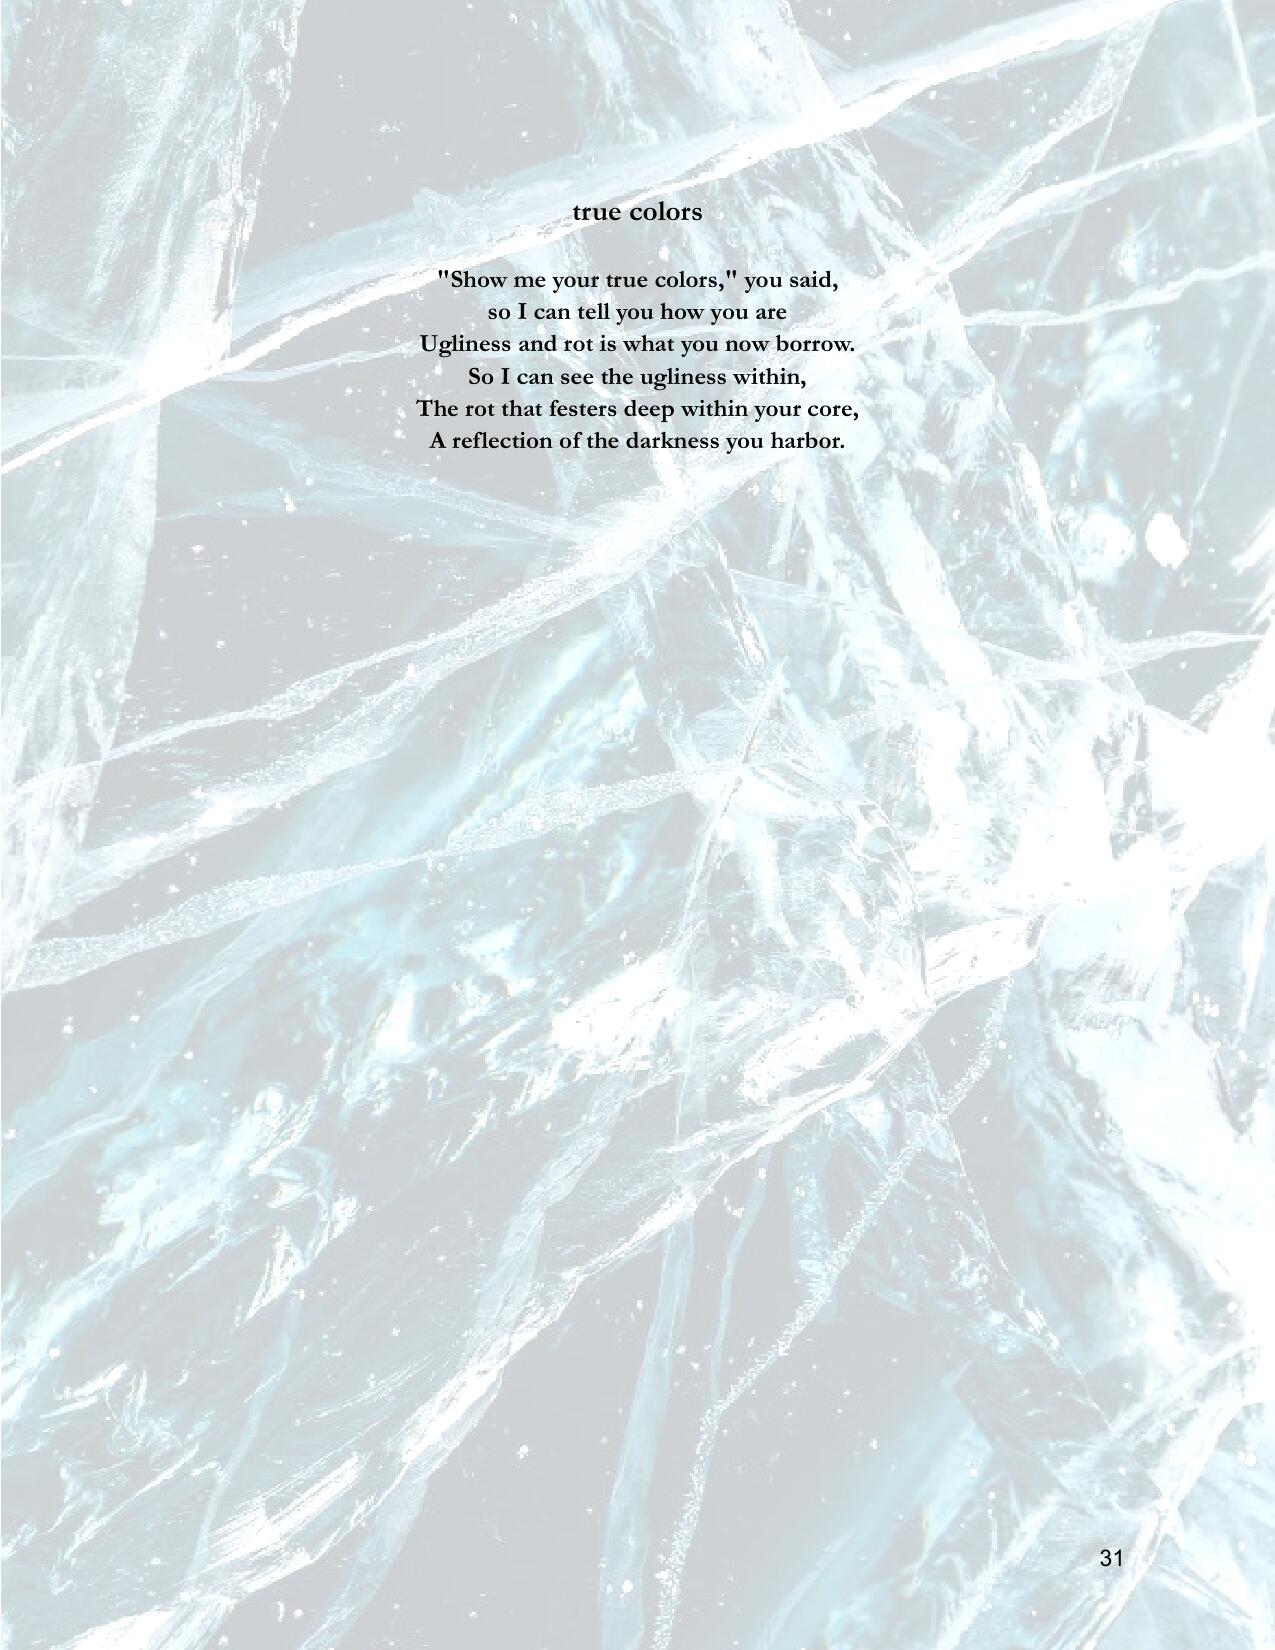 true colors
"Show me your true colors," you said,
so I can tell you how you are
Ugliness and rot is what you now borrow.
So I can see the ugliness within,
The rot that festers deep within your core,
A reflection of the darkness you harbor.
31